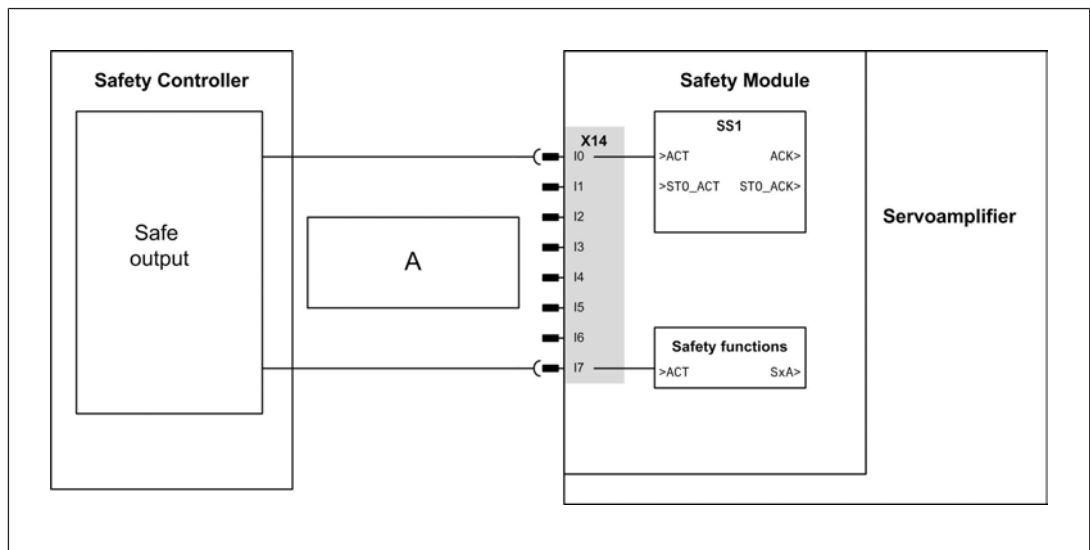 Safety Controller
Safe
output
A
Safety Module
X14
I0
I1
I2
I3
I4
I5
I6
I7
SS1
>ACT ACK>
>STO_ACT STO_ACK>
Safety functions
>ACT SxA>
Servoamplifier